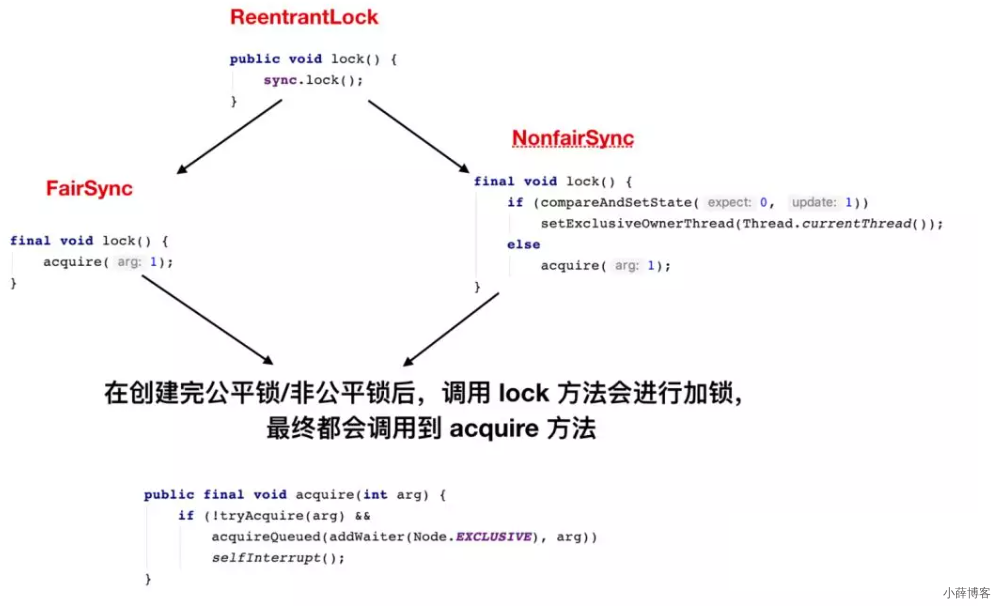 ReentrantLock
public void lock() {
sync.lock();
}
FairSync
final void lock() {
acquire( arg: 1);
}
NonfairSync
final void lock() {
if (compareAndSetState( expect: 0, update: 1))
setExclusiveOwnerThread(Thread.currentThread());
else
acquire( arg: 1);
}
在创建完公平锁/非公平锁后，调用 lock 方法会进行加锁，
最终都会调用到 acquire 方法
public final void acquire(int arg) {
if (!tryAcquire(arg) &&
acquireQueued(addWaiter(Node.EXCLUSIVE), arg))
selfInterrupt();
}
小薛博客